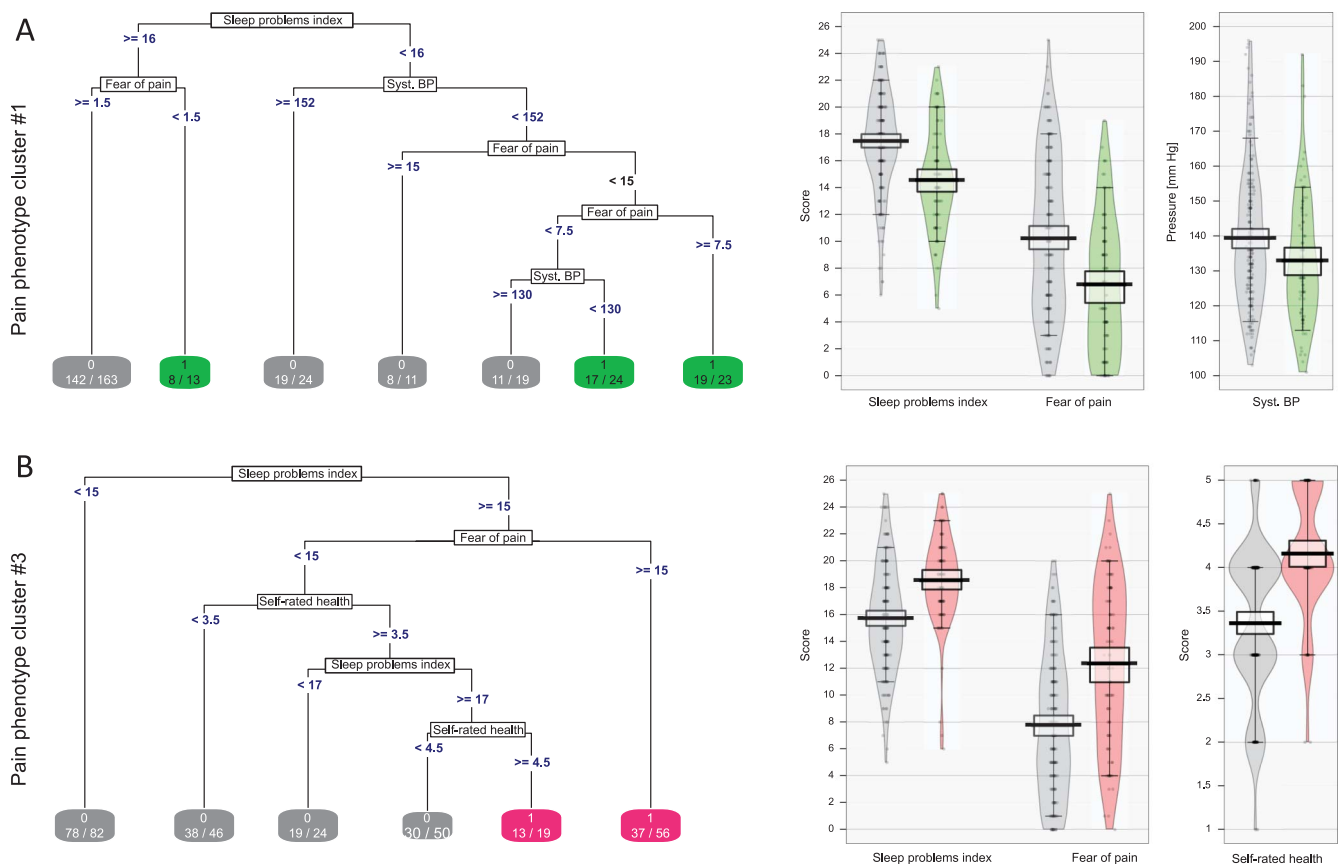 A
Pain phenotype cluster #1
Sleep problems index
>= 16
< 16
Fear of pain
Syst. BP
>= 1.5
< 1.5
>= 152
< 152
Fear of pain
>= 15
< 15
Fear of pain
< 7.5
>= 7.5
Syst. BP
>= 130
< 130
0
142 / 163
1
8 / 13
0
19 / 24
0
8 / 11
0
11 / 19
1
17 / 24
1
19 / 23
Score
26
24
22
20
18
16
14
12
10
8
6
4
2
0
Sleep problems index
Fear of pain
Pressure [mm Hg]
200
190
180
170
160
150
140
130
120
110
100
Syst. BP
B
Pain phenotype cluster #3
Sleep problems index
< 15
>= 15
Fear of pain
< 15
>= 15
Self-rated health
< 3.5
>= 3.5
Sleep problems index
< 17
>= 17
Self-rated health
< 4.5
>= 4.5
0
78 / 82
0
38 / 46
0
19 / 24
0
30 / 50
1
13 / 19
1
37 / 56
Score
26
24
22
20
18
16
14
12
10
8
6
4
2
0
Sleep problems index
Fear of pain
Score
5
4.5
4
3.5
3
2.5
2
1.5
1
Self-rated health